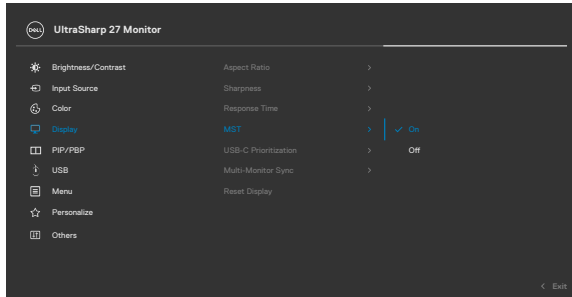 DELL UltraSharp 27 Monitor
Brightness/Contrast
Input Source
Color
Display
PIP/PBP
USB
Menu
Personalize
Others
Aspect Ratio
Sharpness
Response Time
MST
USB-C Prioritization
Multi-Monitor Sync
Reset Display
On
Off
Exit